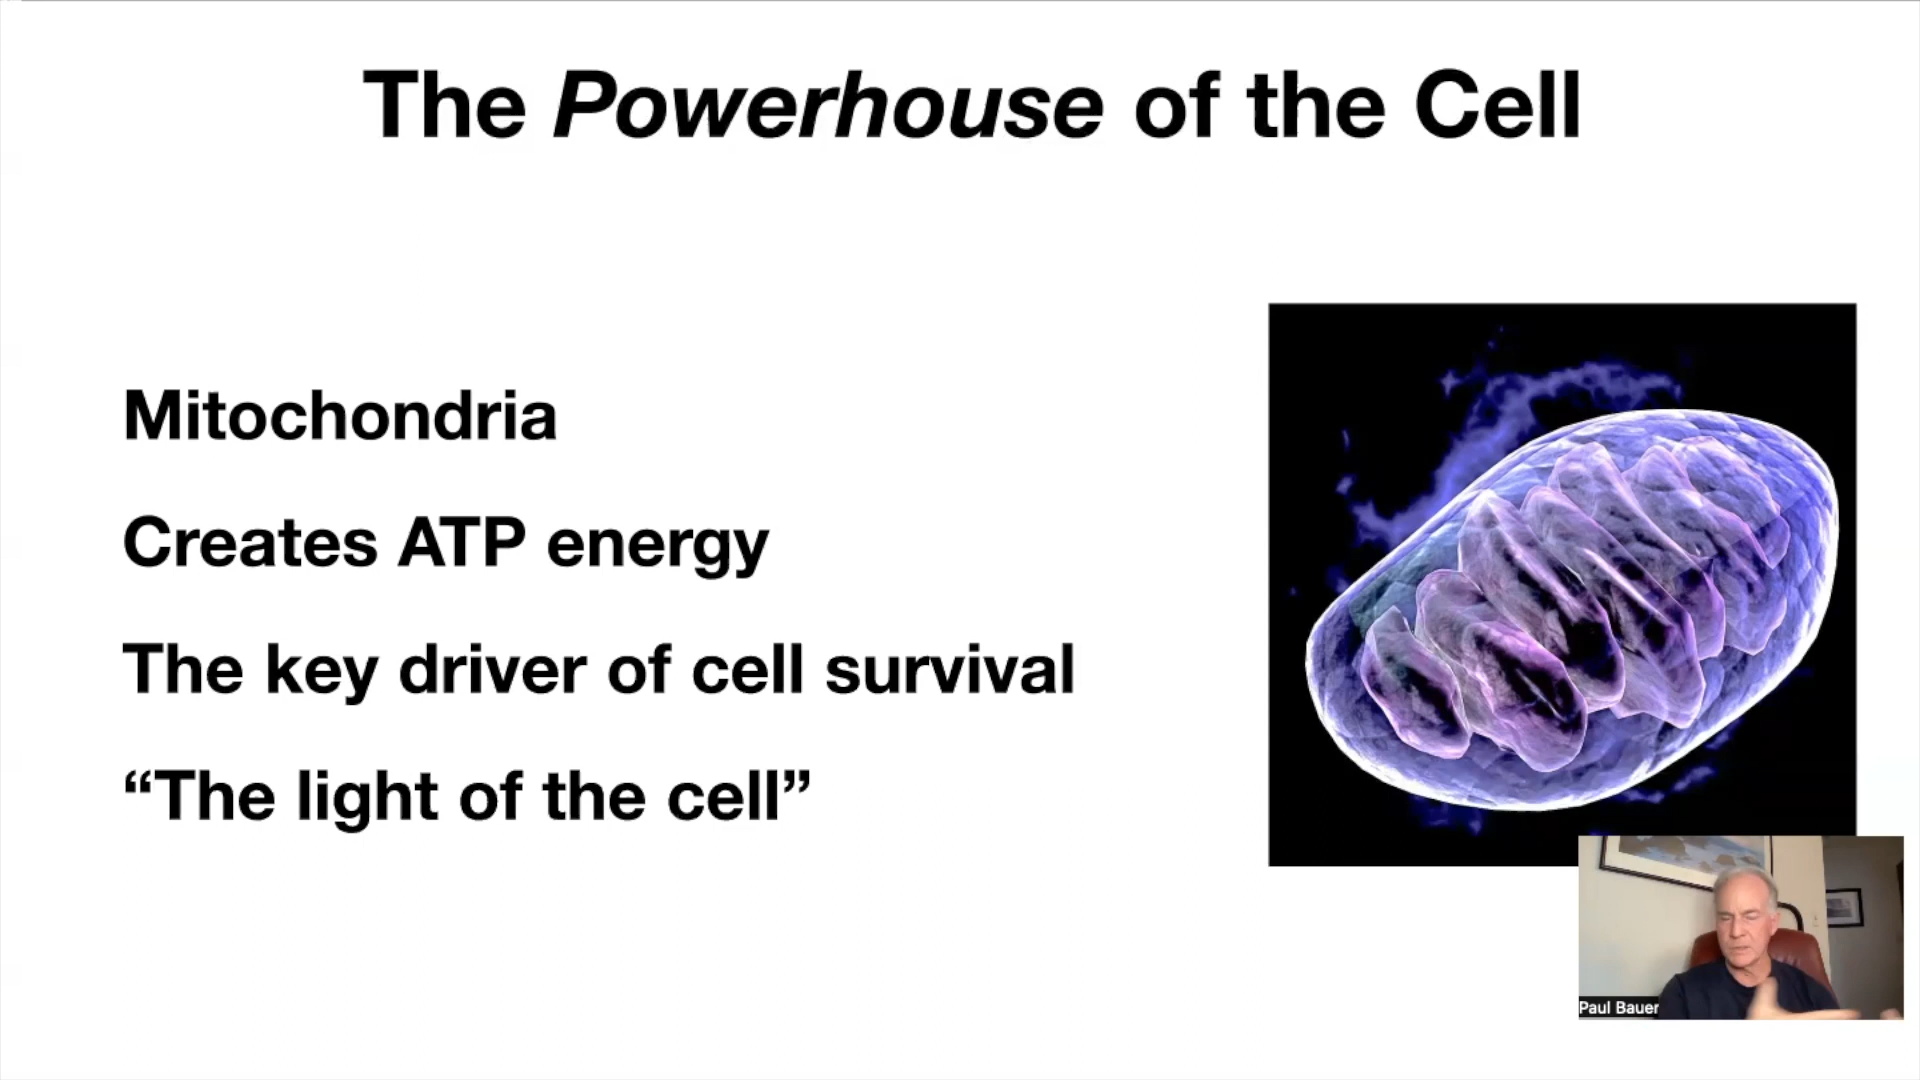 The Powerhouse of the Cell
Mitochondria
Creates ATP energy
The key driver of cell survival
“The light of the cell”
Paul Bauer